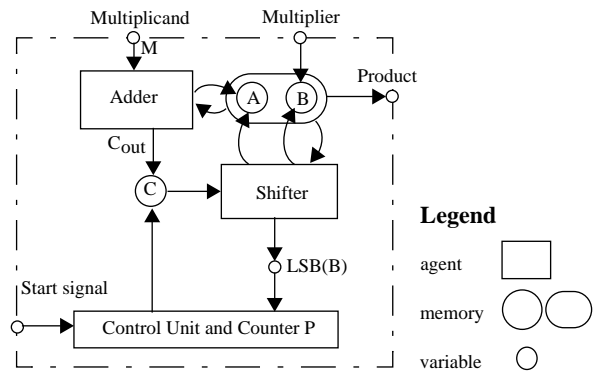 Multiplicand
Multiplier
M
Product
Adder
A
B
Cout
C
Shifter
Legend
agent
LSB(B)
Start signal
memory
Control Unit and Counter P
variable